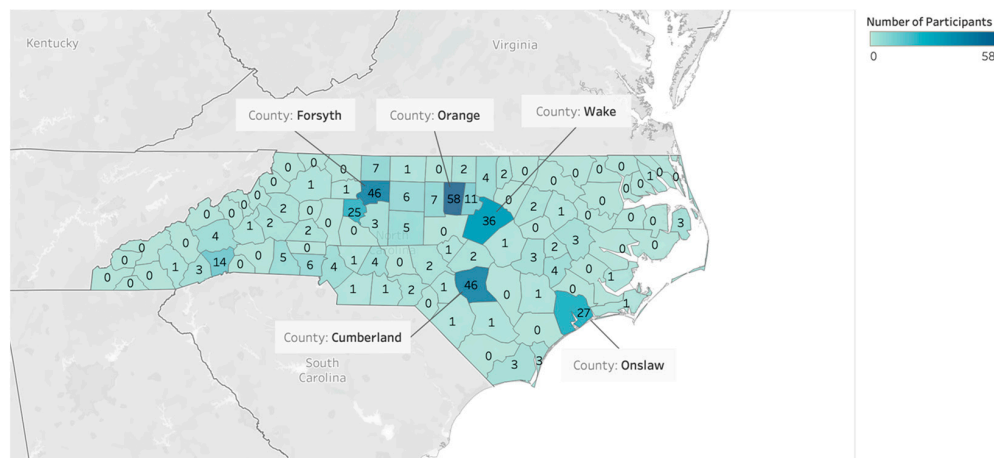 Kentucky
Virginia
Number of Participants
0 58
County: Forsyth
County: Orange
County: Wake
0 0 0 7 1 0 2 4 2 0 0 0 0 0 0 1 0
0 1 1 46 6 7 58 11 0 2 1 0 0 0 3
0 0 2 25 3 5 0 36 0 0
0 4 1 2 2 0 0 1 1 3 2 3
0 0 0 1 3 14 0 0 5 6 4 1 4 0 2 2 4 0 0 1
0 0 0 1 1 2 0 1 46 0 1 0 27 1
1 1 0
0 3 3
County: Cumberland
County: Onslaw
South
Carolina